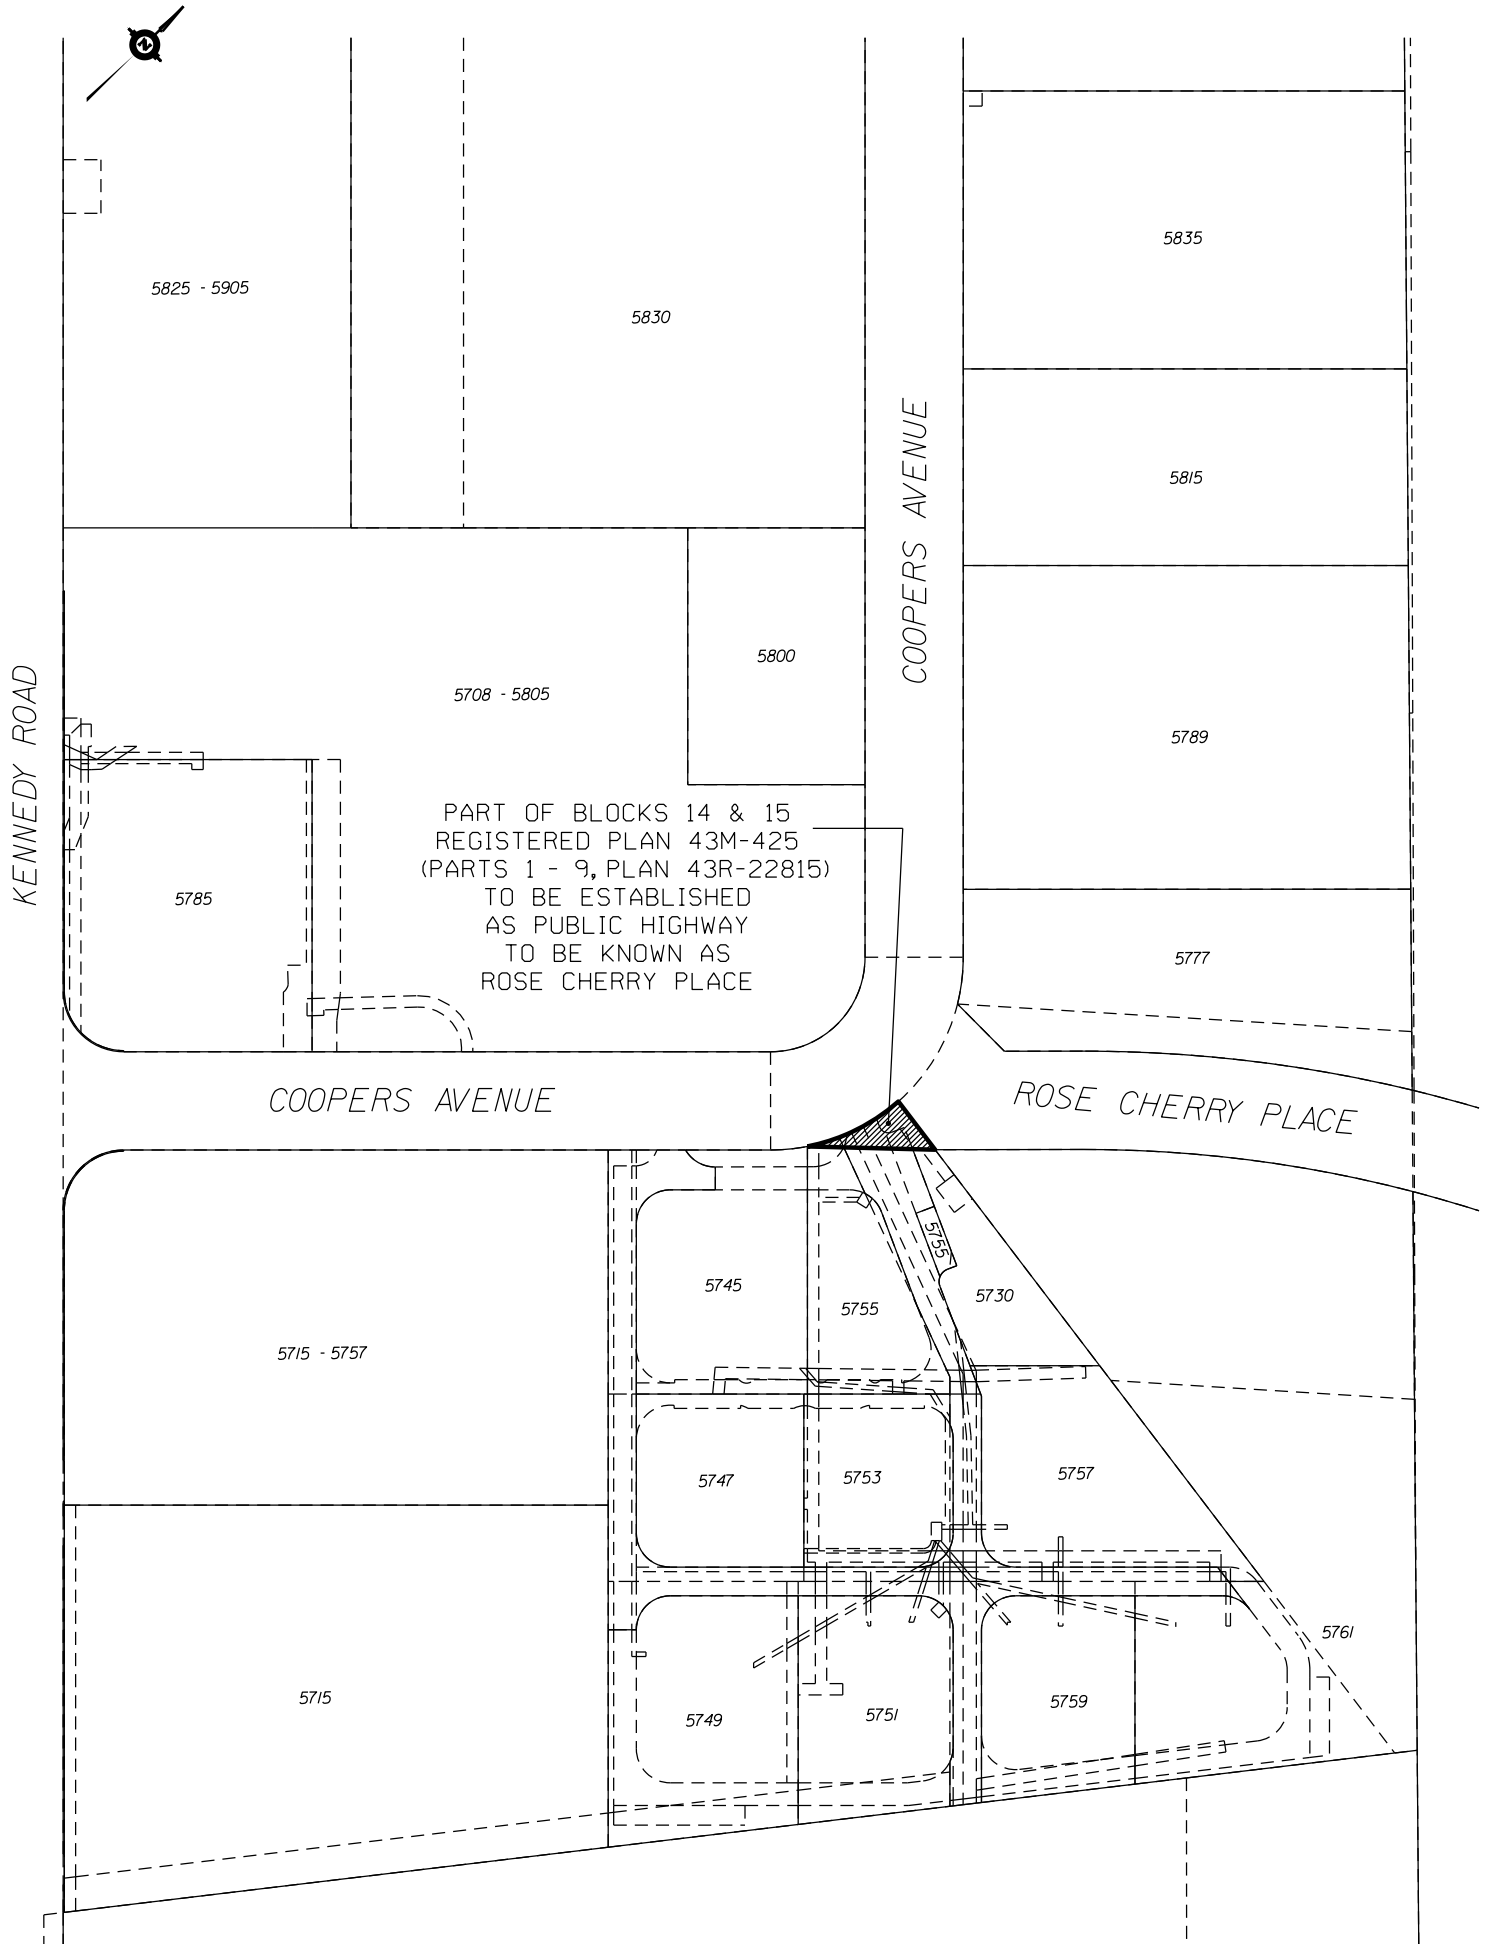 N
5835
5825 - 5905
5830
COOPERS AVENUE
5815
5800
KENNEDY ROAD
5708 - 5805
5789
PART OF BLOCKS 14 & 15
REGISTERED PLAN 43M-425
(PARTS 1 - 9, PLAN 43R-22815)
TO BE ESTABLISHED
AS PUBLIC HIGHWAY
TO BE KNOWN AS
ROSE CHERRY PLACE
5785
5777
COOPERS AVENUE
ROSE CHERRY PLACE
5755
5745
5755
5730
5715 - 5757
5747
5753
5757
5761
5715
5749
5751
5759